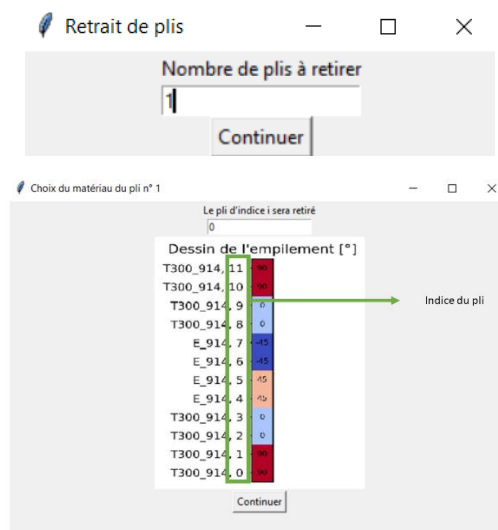 Retrait de plis
Nombre de plis à retirer
1
Continuer
Choix du matériau du pli n° 1
Le pli d'indice i sera retiré
0
Dessin de l'empilement [°]
T300_914, 11 90
T300_914, 10 90
T300_914, 9 0
Indice du pli
T300_914, 8 0
E_914, 7 -45
E_914, 6 -45
E_914, 5 45
E_914, 4 45
T300_914, 3 0
T300_914, 2 0
T300_914, 1 90
T300_914, 0 90
Continuer